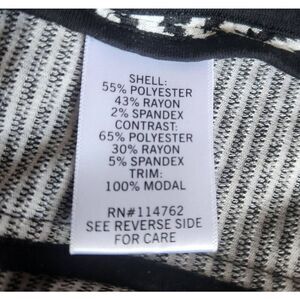 SHELL:
55% POLYESTER
43% RAYON
2% SPANDEX
CONTRAST:
65% POLYESTER
30% RAYON
5% SPANDEX
TRIM:
100% MODAL
RN#114762
SEE REVERSE SIDE
FOR CARE